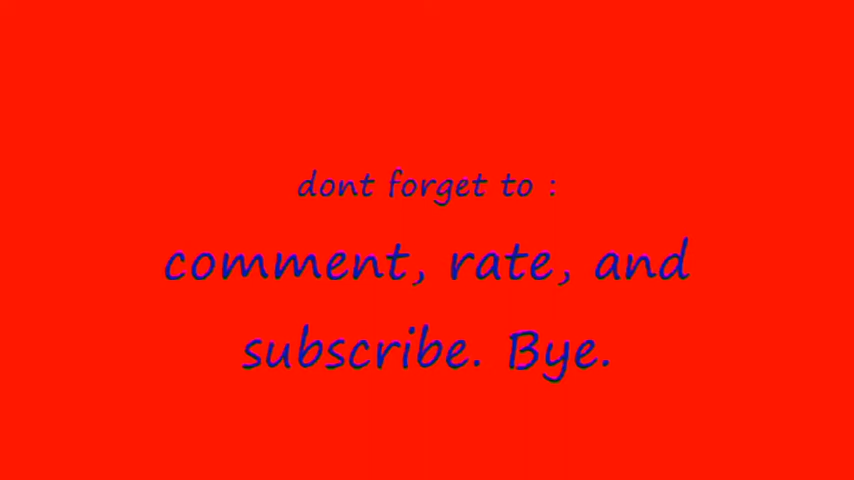 dont forget to :
comment, rate, and
subscribe. Bye.